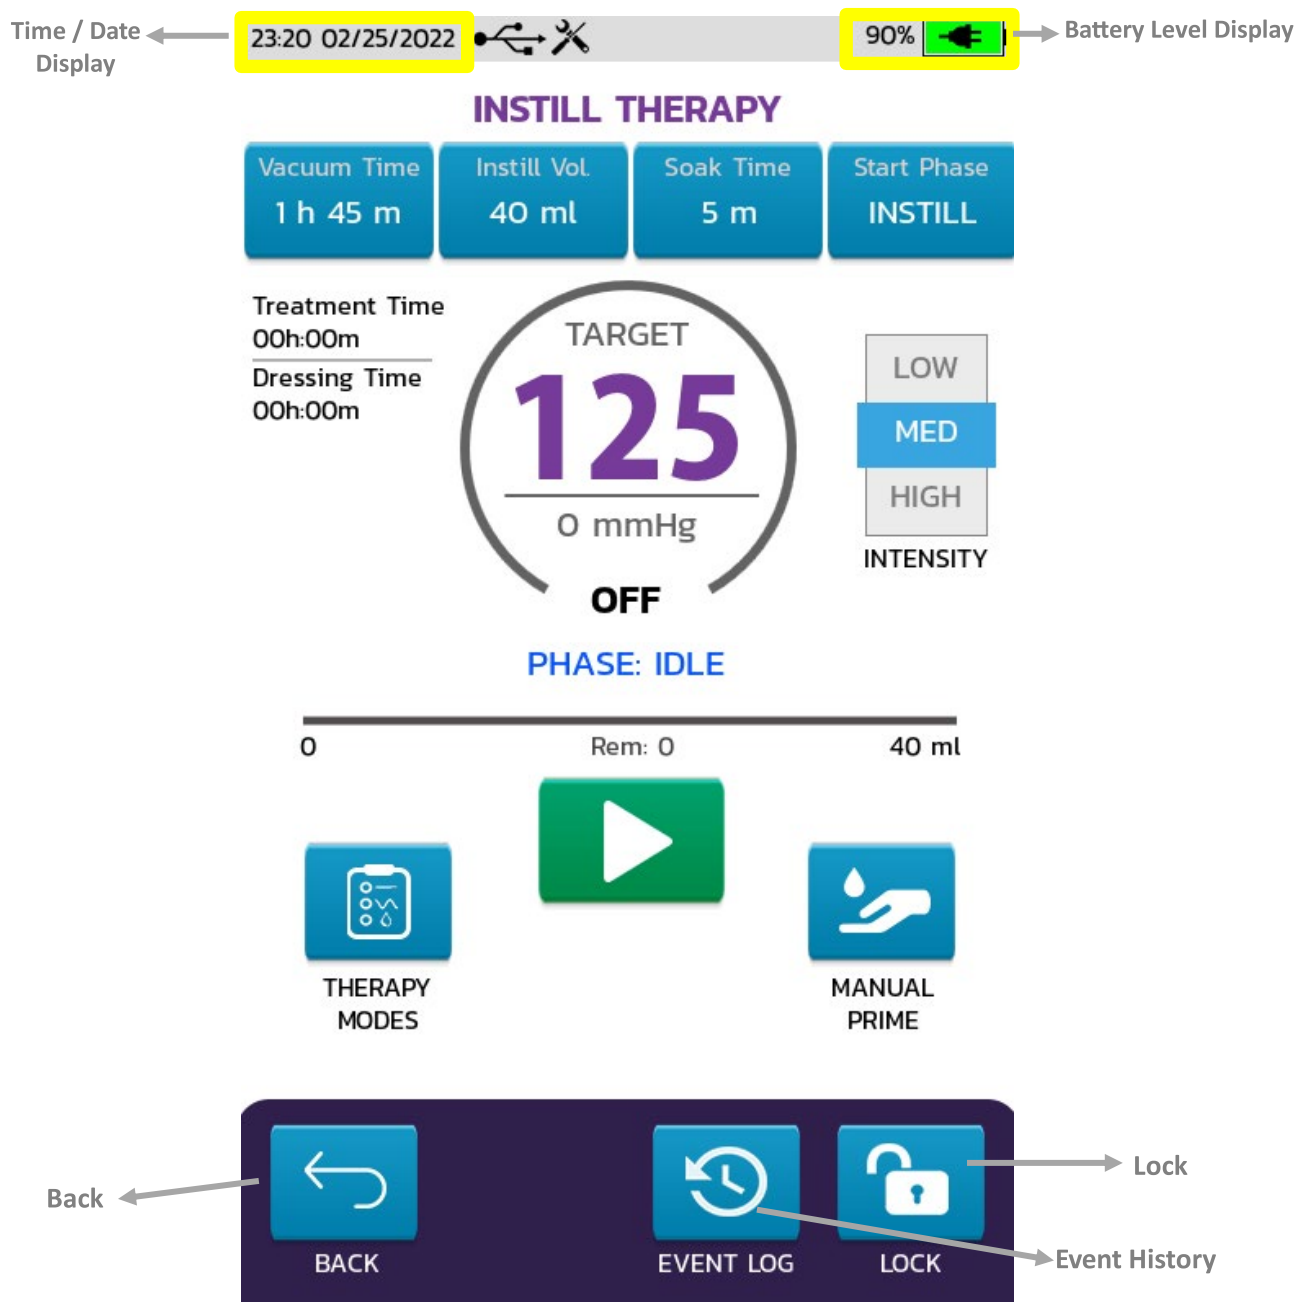 Time / Date
Display
23:20 02/25/2022
90%
Battery Level Display
INSTILL THERAPY
Vacuum Time
1 h 45 m
Instill Vol.
40 ml
Soak Time
5 m
Start Phase
INSTILL
Treatment Time
00h:00m
Dressing Time
00h:00m
TARGET
125
0 mmHg
OFF
LOW
MED
HIGH
INTENSITY
PHASE: IDLE
0
Rem: 0
40 ml
THERAPY
MODES
MANUAL
PRIME
Back
BACK
EVENT LOG
LOCK
Lock
Event History